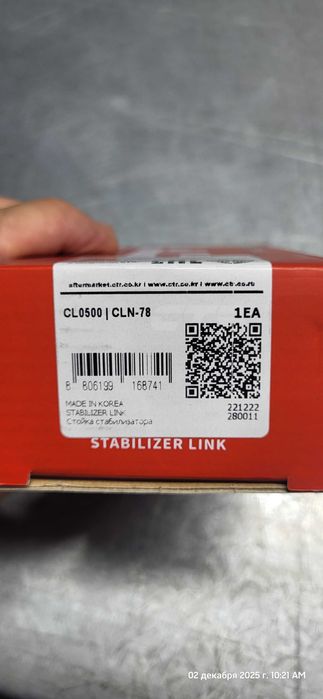 aftermarket.ctr.co.kr I www.ctr.co.kr I www.ctr.co.ru
CL0500 | CLN-78 1EA
8 806199 168741
MADE IN KOREA
STABILIZER LINK
Стойка стабилизатора
221222
280011
STABILIZER LINK
02 декабря 2025 г. 10:21 AM